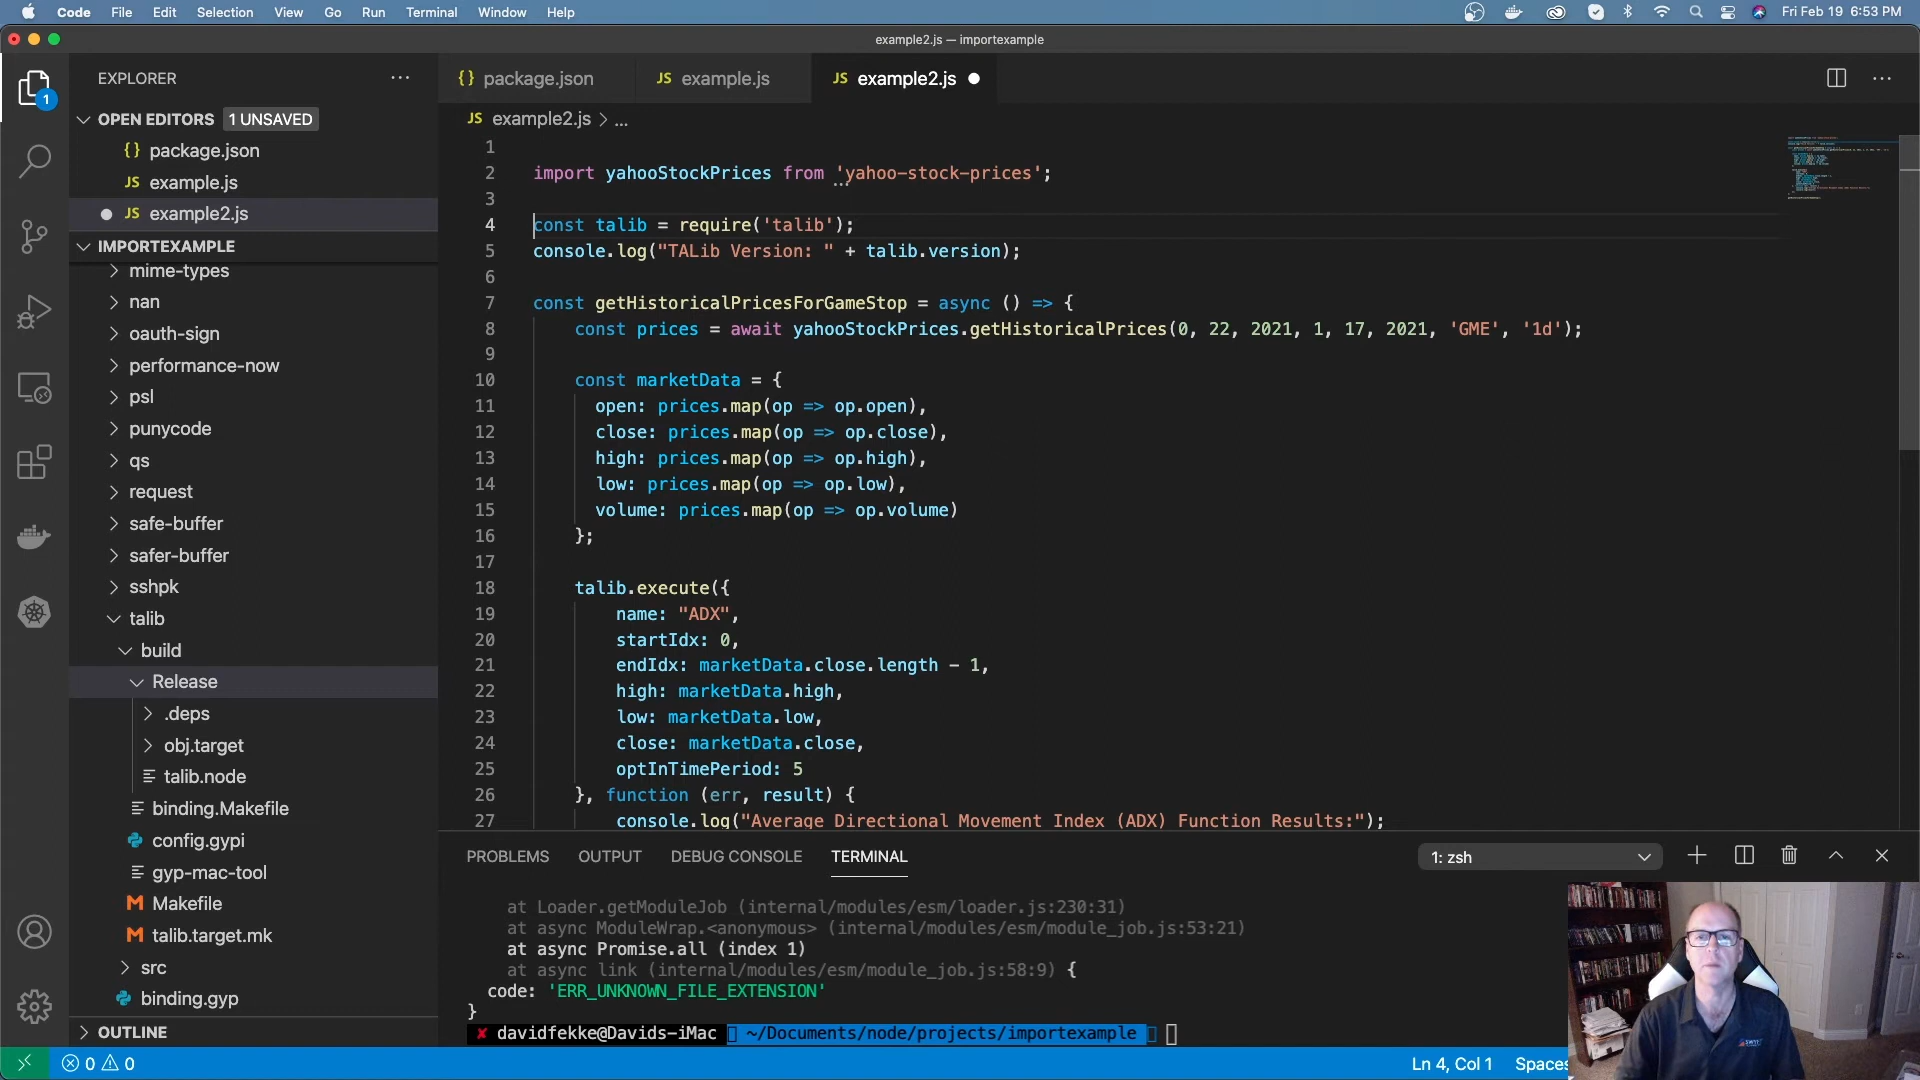 Code File Edit Selection View Go Run Terminal Window Help
Fri Feb 19 6:53 PM
example2.js — importexample
EXPLORER
1
OPEN EDITORS 1 UNSAVED
{} package.json
JS example.js
JS example2.js
IMPORTEXAMPLE
mime-types
nan
oauth-sign
performance-now
psl
punycode
qs
request
safe-buffer
safer-buffer
sshpk
talib
build
Release
.deps
obj.target
talib.node
binding.Makefile
config.gypi
gyp-mac-tool
M Makefile
M talib.target.mk
src
binding.gyp
OUTLINE
{} package.json
JS example.js
JS example2.js
JS example2.js > ...
1
2 import yahooStockPrices from 'yahoo-stock-prices';
3
4 const talib = require('talib');
5 console.log("TALib Version: " + talib.version);
6
7 const getHistoricalPricesForGameStop = async () => {
8 const prices = await yahooStockPrices.getHistoricalPrices(0, 22, 2021, 1, 17, 2021, 'GME', '1d');
9
10 const marketData = {
11 open: prices.map(op => op.open),
12 close: prices.map(op => op.close),
13 high: prices.map(op => op.high),
14 low: prices.map(op => op.low),
15 volume: prices.map(op => op.volume)
16 };
17
18 talib.execute({
19 name: "ADX",
20 startIdx: 0,
21 endIdx: marketData.close.length - 1,
22 high: marketData.high,
23 low: marketData.low,
24 close: marketData.close,
25 optInTimePeriod: 5
26 }, function (err, result) {
27 console.log("Average Directional Movement Index (ADX) Function Results:");
PROBLEMS OUTPUT DEBUG CONSOLE TERMINAL
1: zsh
at Loader.getModuleJob (internal/modules/esm/loader.js:230:31)
at async ModuleWrap.<anonymous> (internal/modules/esm/module_job.js:53:21)
at async Promise.all (index 1)
at async link (internal/modules/esm/module_job.js:58:9) {
code: 'ERR_UNKNOWN_FILE_EXTENSION'
}
✘ davidfekke@Davids-iMac ~/Documents/node/projects/importexample
0 0
Ln 4, Col 1 Spaces